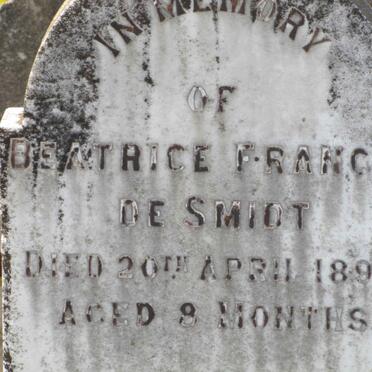 IN MEMORY
OF
BEATRICE FRANC
DE SMIDT
DIED 20TH APRIL 189
AGED 8 MONTHS